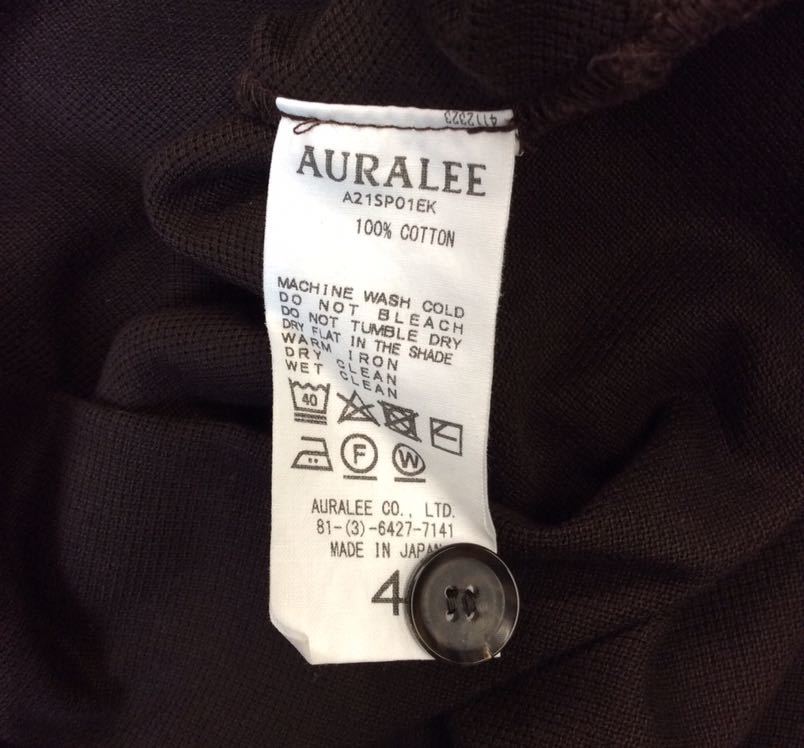 4112323
AURALEE
A21SP01EK
100% COTTON
MACHINE WASH COLD
DO NOT BLEACH
DO NOT TUMBLE DRY
DRY FLAT IN THE SHADE
WARM IRON
DRY CLEAN
WET CLEAN
40
F
W
AURALEE CO., LTD.
81-(3)-6427-7141
MADE IN JAPAN
4